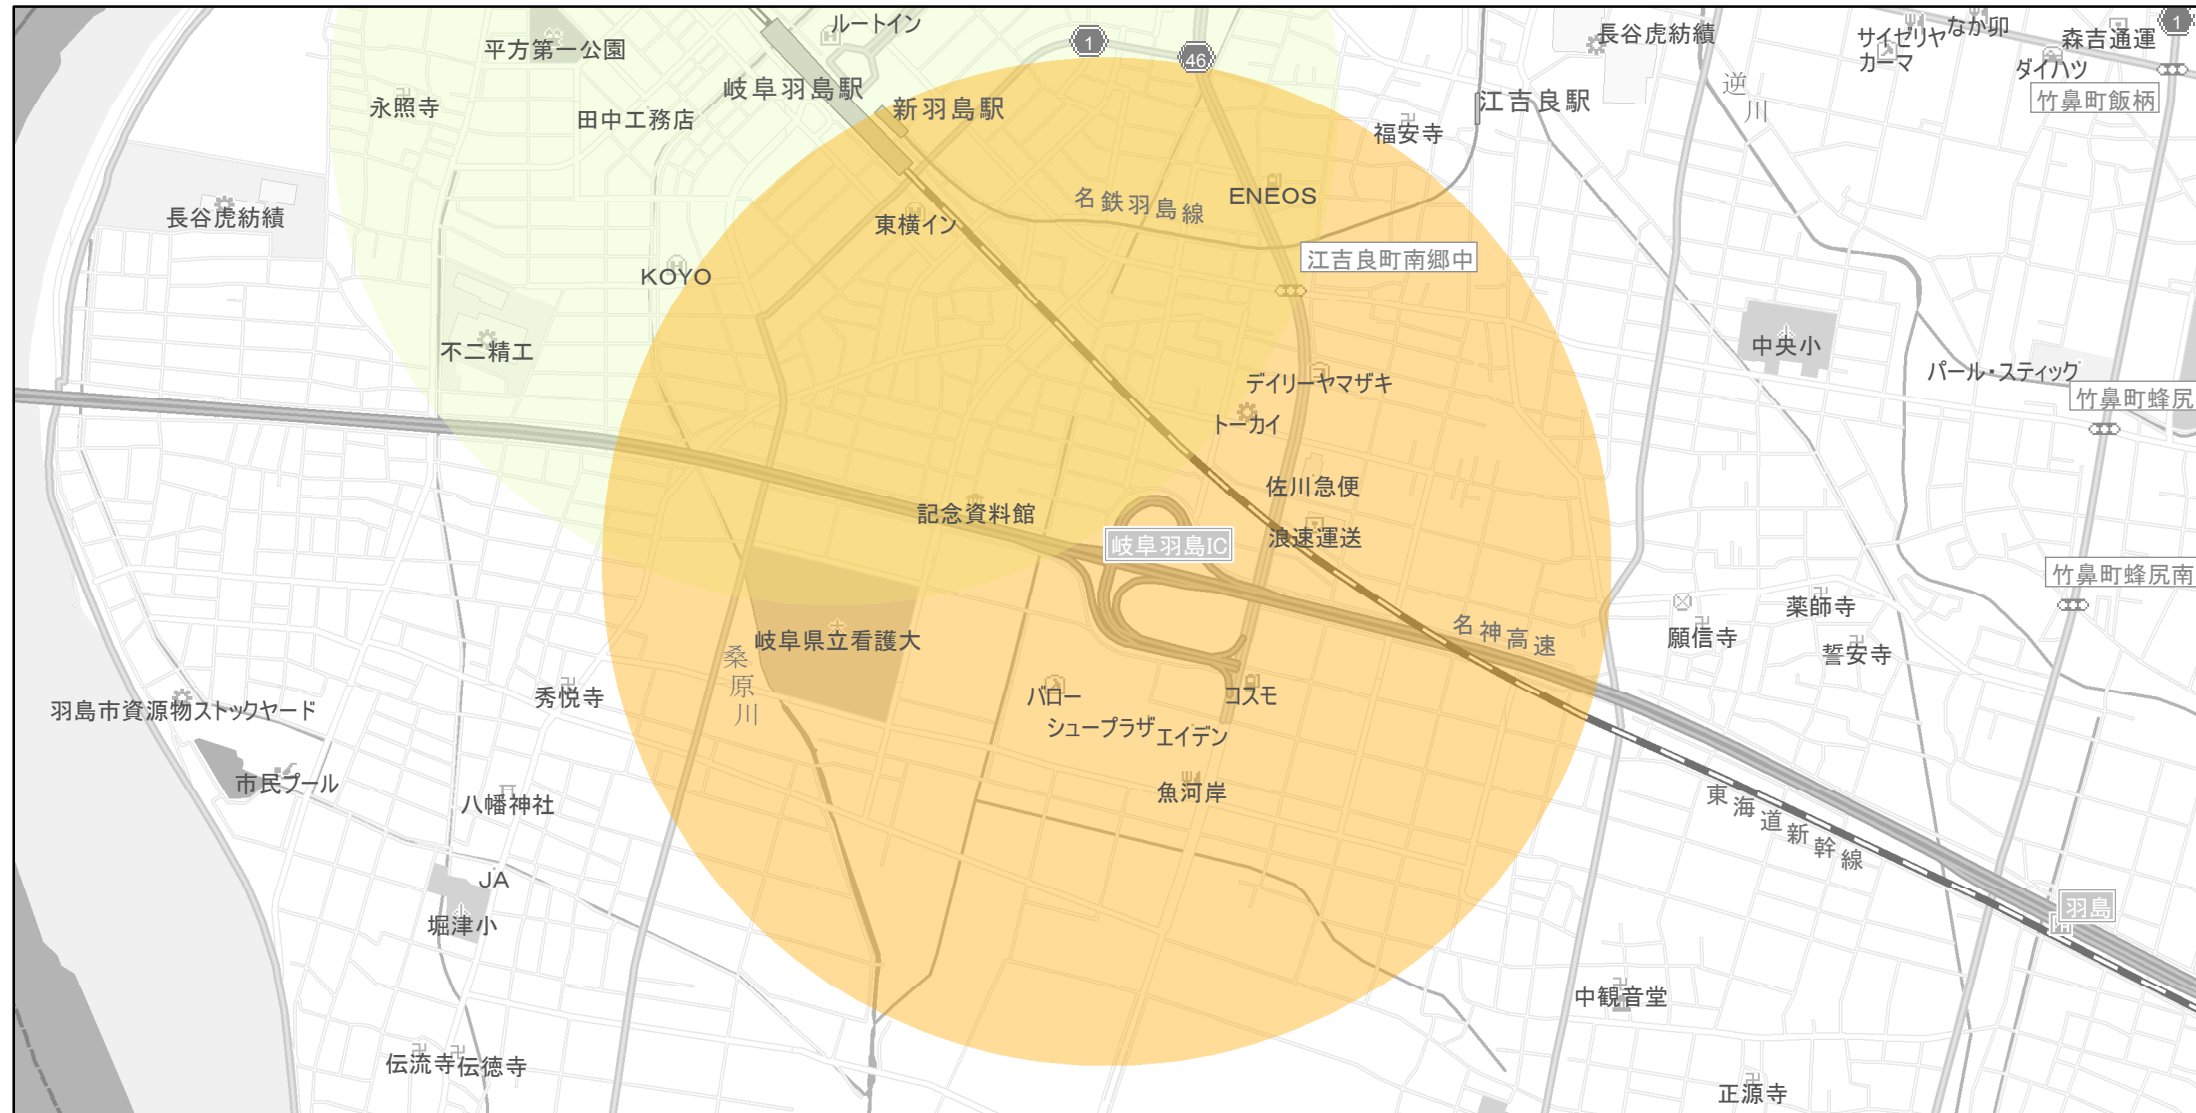 ルートイン
平方第一公園
1
46
長谷虎紡績
サイゼリヤ
なか卯
カーマ
森吉通運
1
ダイハツ
竹鼻町飯柄
永照寺
田中工務店
岐阜羽島駅
新羽島駅
江吉良駅
福安寺
逆川
長谷虎紡績
東横イン
名鉄羽島線
ENEOS
江吉良町南郷中
KOYO
不二精工
デイリーヤマザキ
トーカイ
中央小
パール・スティック
竹鼻町蜂尻
記念資料館
佐川急便
岐阜羽島IC
浪速運送
竹鼻町蜂尻南
岐阜県立看護大
名神高速
願信寺
薬師寺
誓安寺
桑原川
秀悦寺
羽島市資源物ストックヤード
バロー
シュープラザ
エイデン
コスモ
市民プール
八幡神社
魚河岸
東海道新幹線
JA
堀津小
羽島
PA
中観音堂
伝流寺
伝徳寺
正源寺